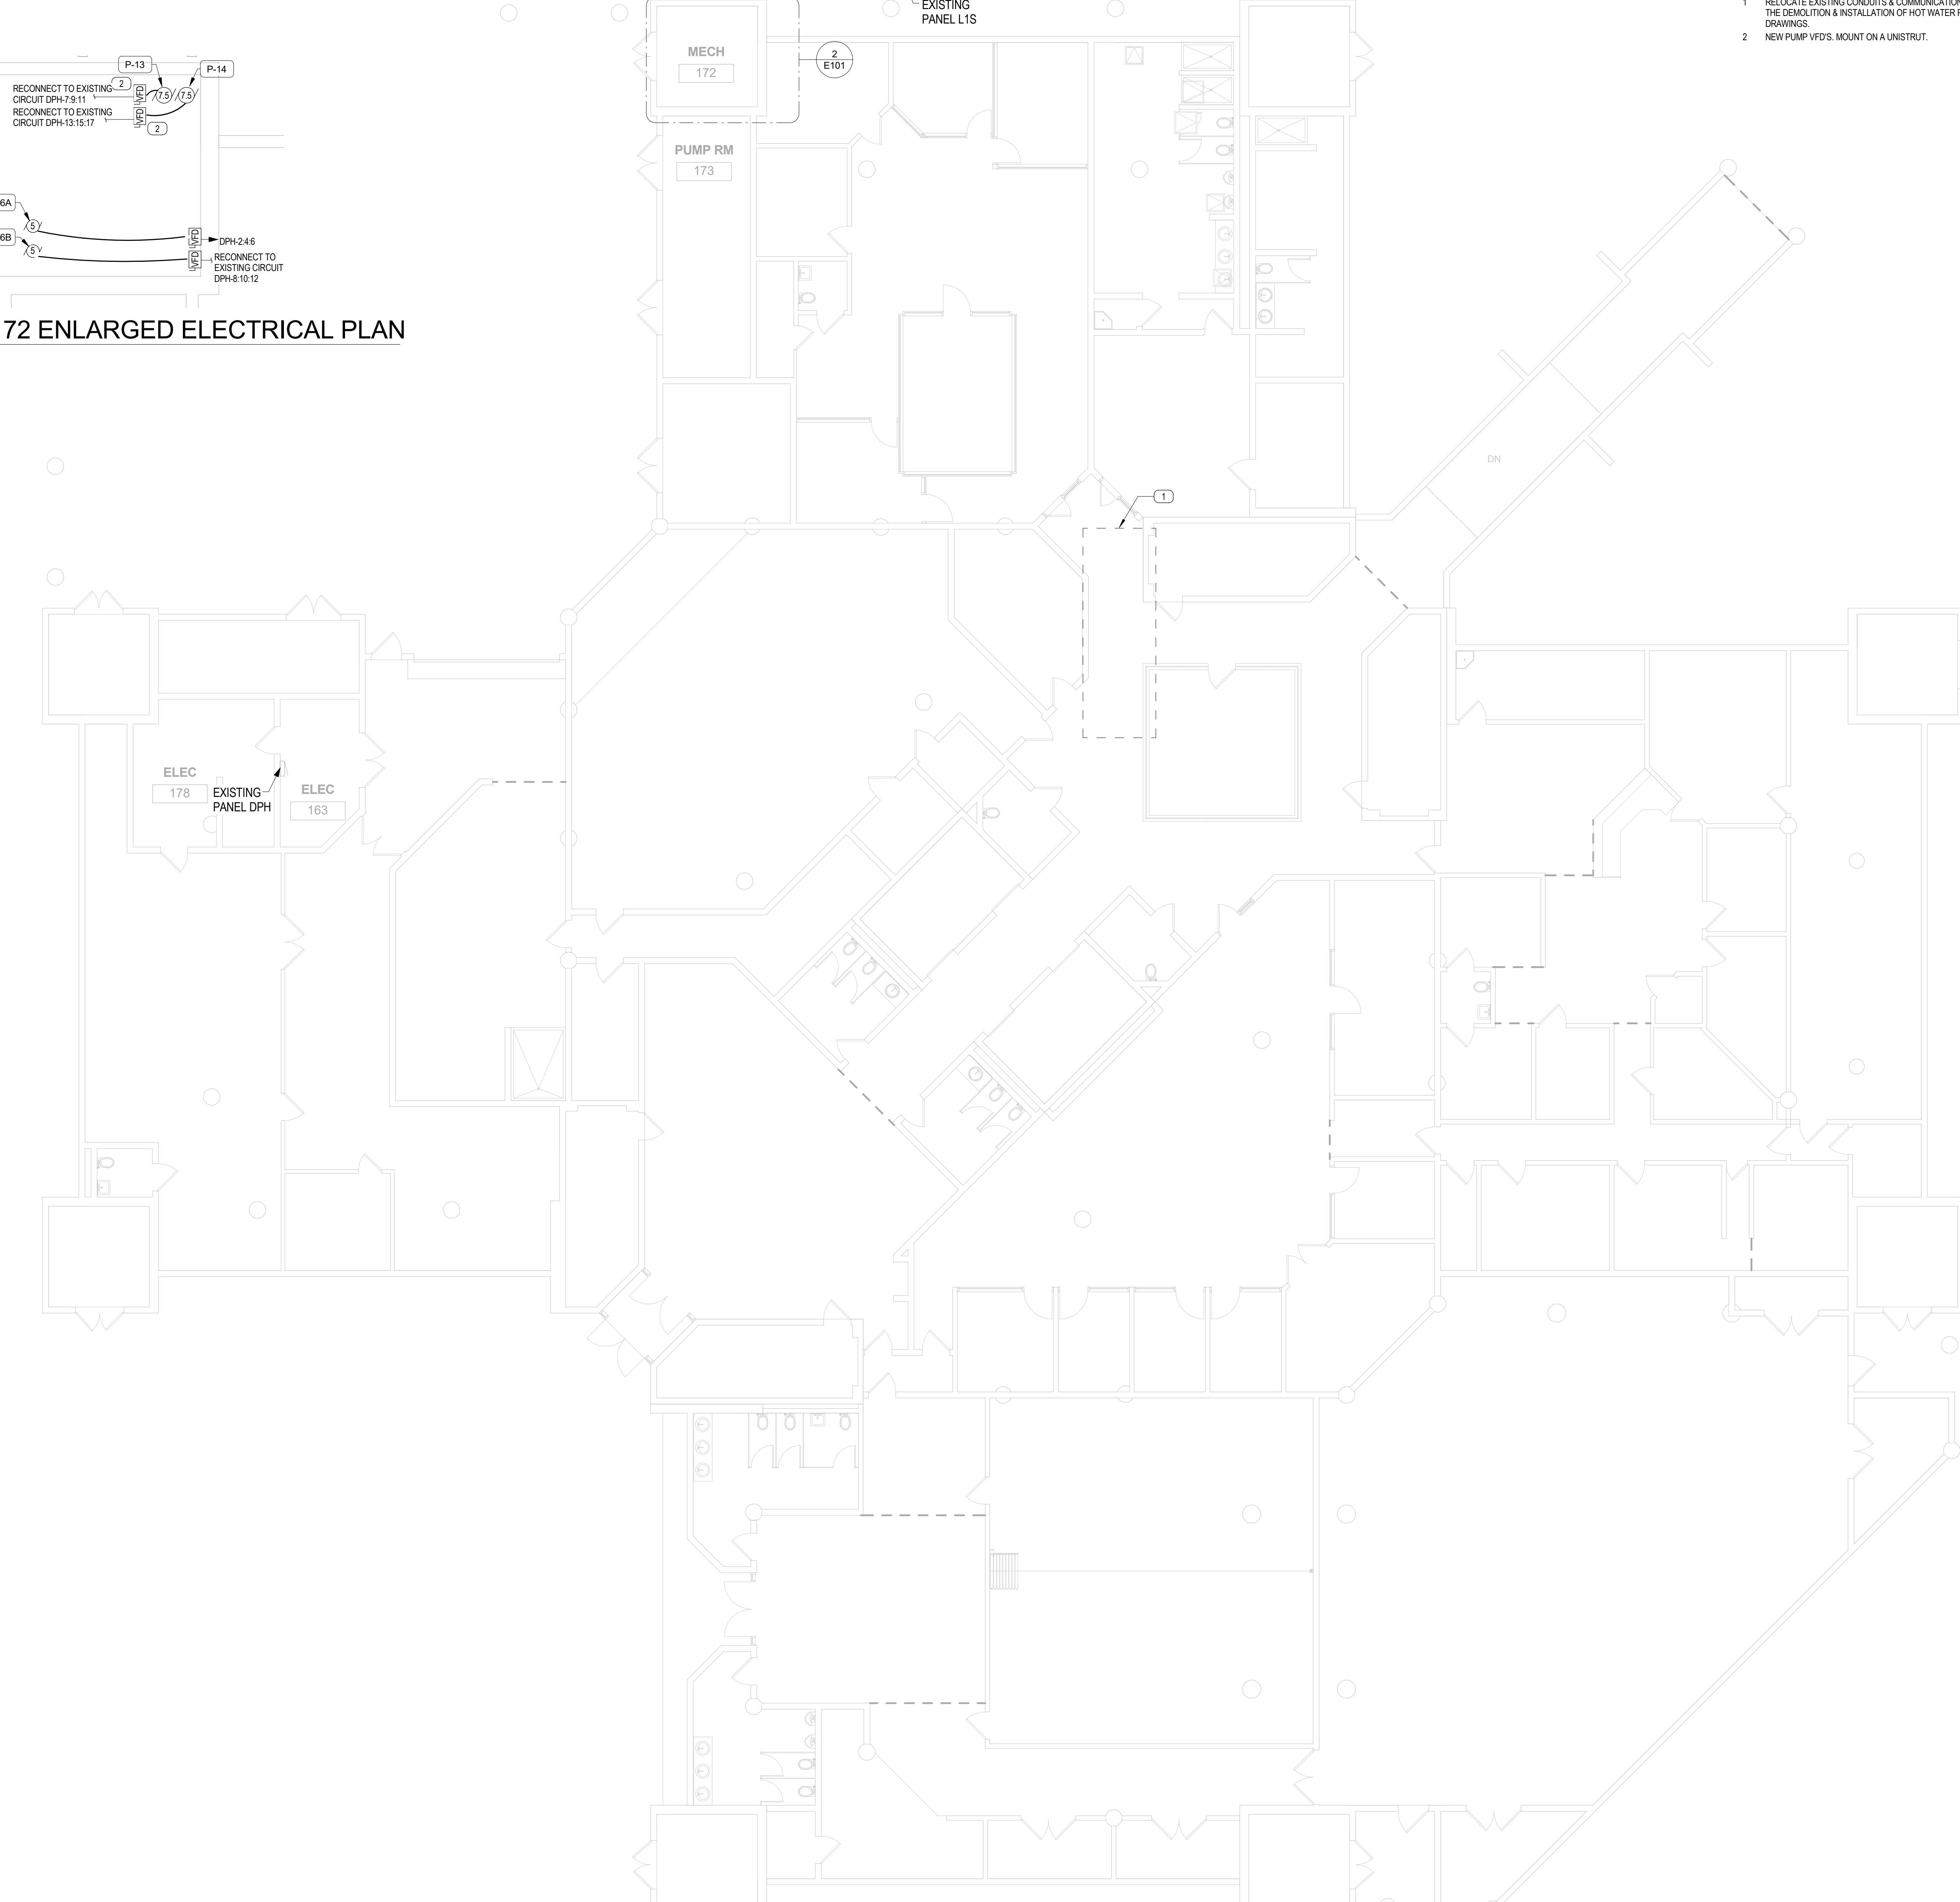 EXISTING
PANEL L1S
1 RELOCATE EXISTING CONDUITS & COMMUNICATION
THE DEMOLITION & INSTALLATION OF HOT WATER
DRAWINGS.
2 NEW PUMP VFD'S. MOUNT ON A UNISTRUT.
MECH
172
2
E101
P-13
P-14
2
RECONNECT TO EXISTING
CIRCUIT DPH-7:9:11
VFD
7.5
7.5
RECONNECT TO EXISTING
CIRCUIT DPH-13:15:17
VFD
2
PUMP RM
173
6A
5
6B
5
VFD
DPH-2:4:6
VFD
RECONNECT TO
EXISTING CIRCUIT
DPH-8:10:12
72 ENLARGED ELECTRICAL PLAN
DN
1
ELEC
178
EXISTING
PANEL DPH
ELEC
163